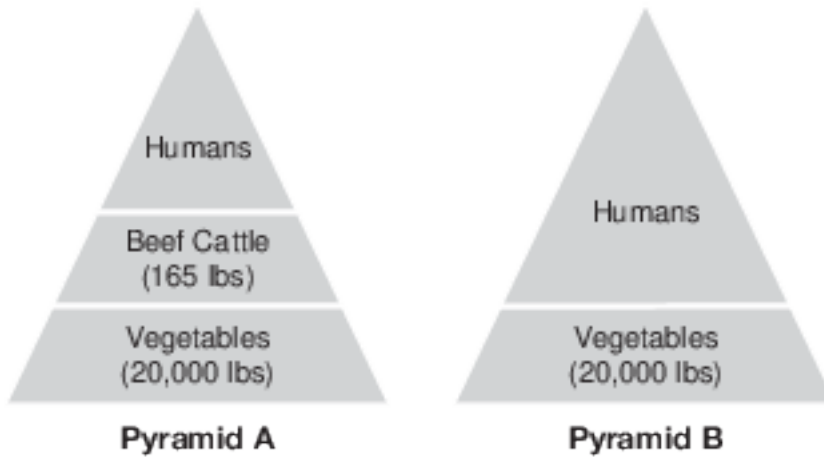 Humans
Beef Cattle
(165 lbs)
Vegetables
(20,000 lbs)
Pyramid A
Humans
Vegetables
(20,000 lbs)
Pyramid B